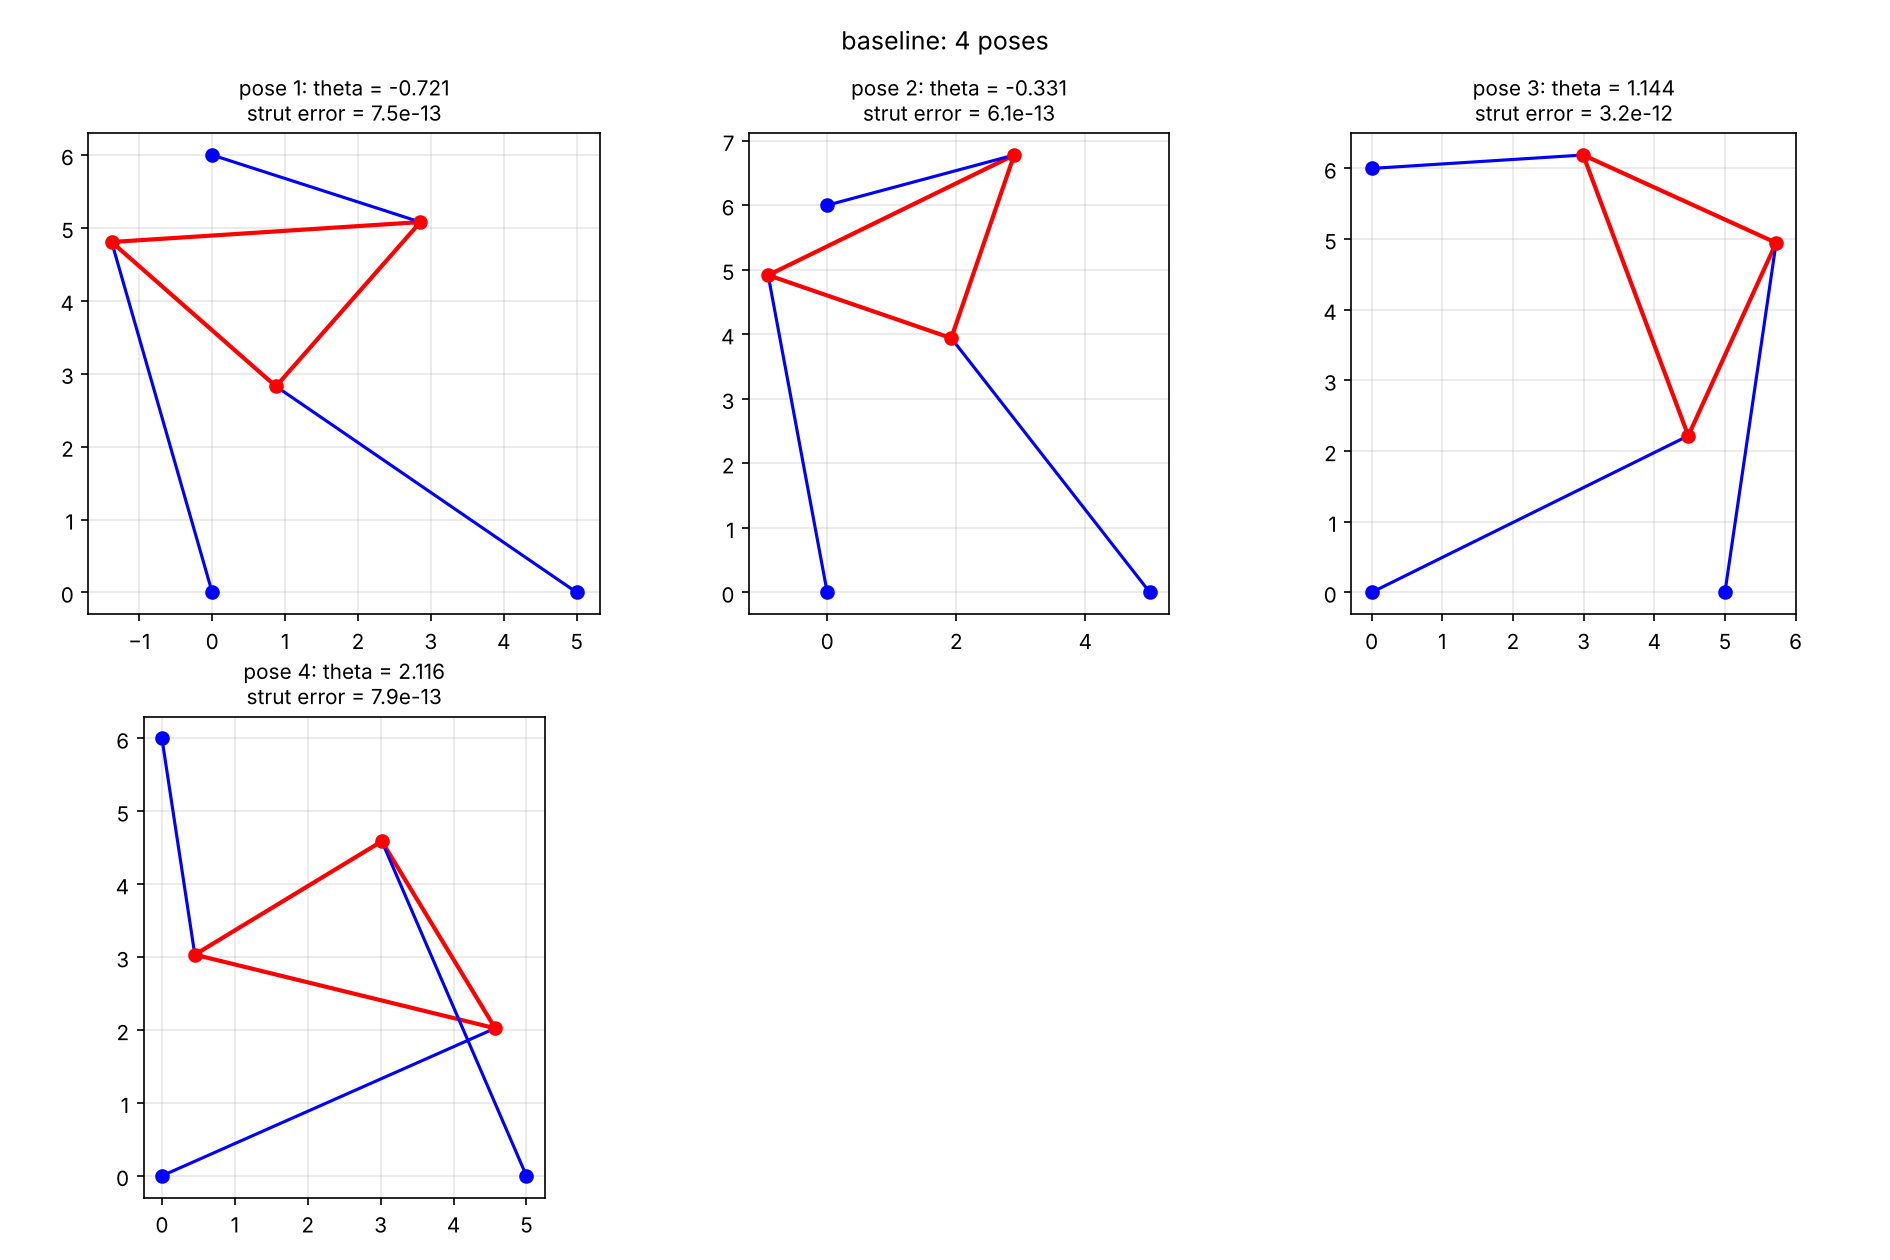 baseline: 4 poses
pose 1: theta = -0.721
strut error = 7.5e-13
6
5
4
3
2
1
0
−1 0 1 2 3 4 5
pose 2: theta = -0.331
strut error = 6.1e-13
7
6
5
4
3
2
1
0
0 2 4
pose 3: theta = 1.144
strut error = 3.2e-12
6
5
4
3
2
1
0
0 1 2 3 4 5 6
pose 4: theta = 2.116
strut error = 7.9e-13
6
5
4
3
2
1
0
0 1 2 3 4 5